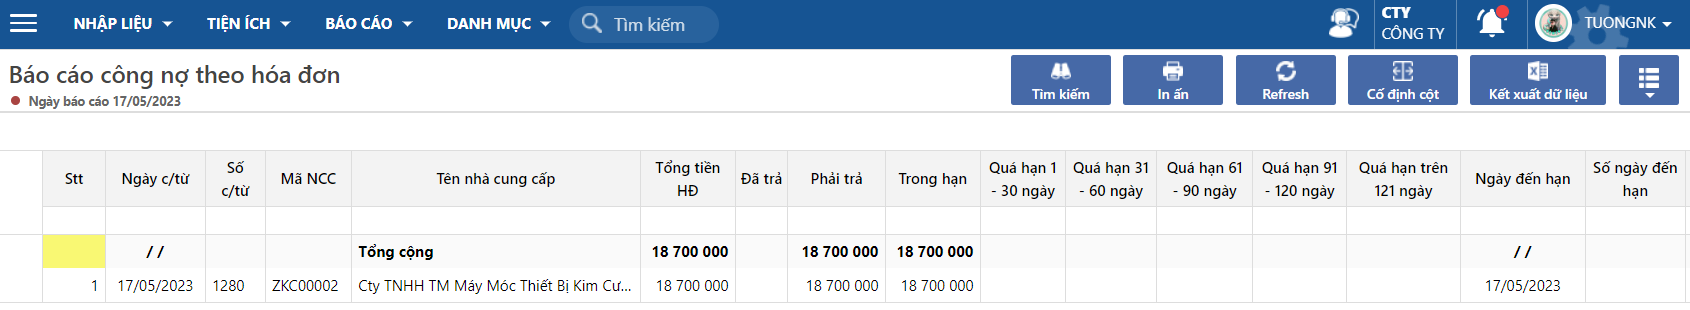 NHẬP LIỆU TIỆN ÍCH BÁO CÁO DANH MỤC Tìm kiếm CTY CÔNG TY TUONGNK
Báo cáo công nợ theo hóa đơn
Ngày báo cáo 17/05/2023
Tìm kiếm In ấn Refresh Cố định cột Kết xuất dữ liệu
Stt Ngày c/từ Số c/từ Mã NCC Tên nhà cung cấp Tổng tiền HĐ Đã trả Phải trả Trong hạn Quá hạn 1 - 30 ngày Quá hạn 31 - 60 ngày Quá hạn 61 - 90 ngày Quá hạn 91 - 120 ngày Quá hạn trên 121 ngày Ngày đến hạn Số ngày đến hạn
/ / Tổng cộng 18 700 000 18 700 000 18 700 000 / /
1 17/05/2023 1280 ZKC00002 Cty TNHH TM Máy Móc Thiết Bị Kim Cư... 18 700 000 18 700 000 18 700 000 17/05/2023